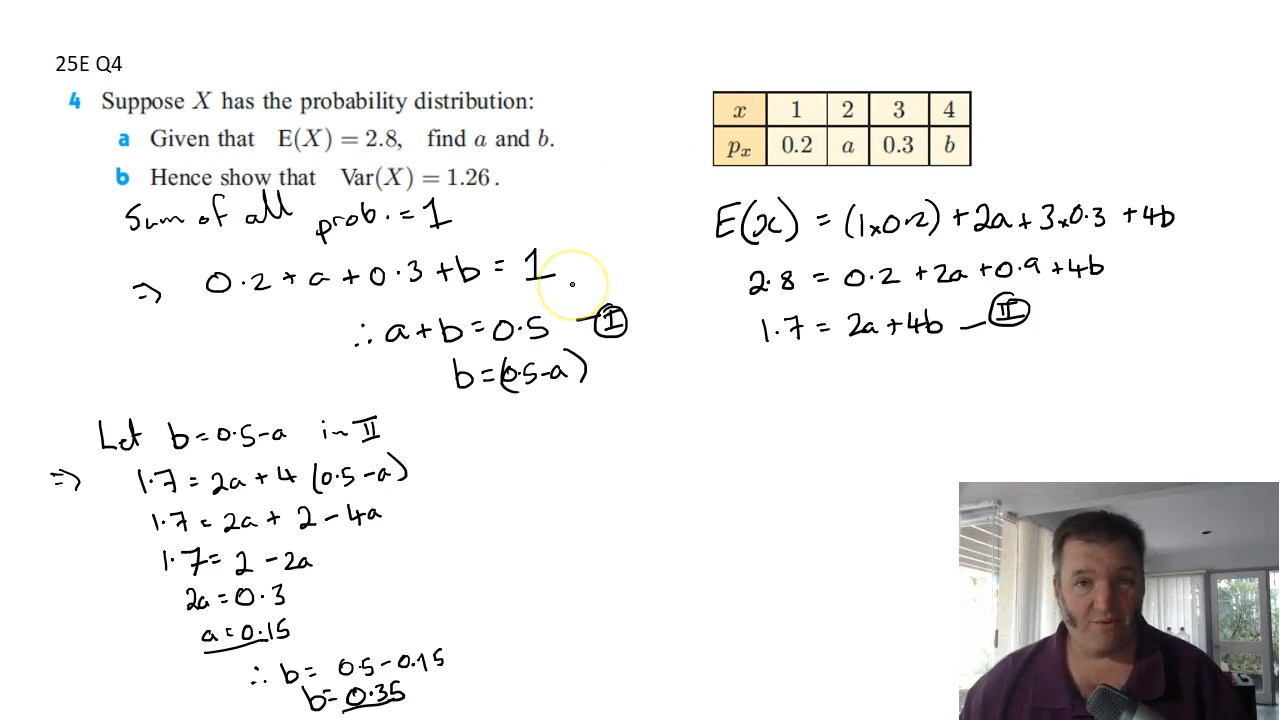 25E Q4
4 Suppose X has the probability distribution:
a Given that E(X) = 2.8, find a and b.
b Hence show that Var(X) = 1.26.
x 1 2 3 4
pₓ 0.2 a 0.3 b
Sum of all prob. = 1
⇒ 0.2 + a + 0.3 + b = 1
∴ a + b = 0.5 — I
b = (0.5 - a)
E(x) = (1×0.2) + 2a + 3×0.3 + 4b
2.8 = 0.2 + 2a + 0.9 + 4b
1.7 = 2a + 4b — II
Let b = 0.5 - a in II
⇒ 1.7 = 2a + 4 (0.5 - a)
1.7 = 2a + 2 - 4a
1.7 = 2 - 2a
2a = 0.3
a = 0.15
∴ b = 0.5 - 0.15
b = 0.35